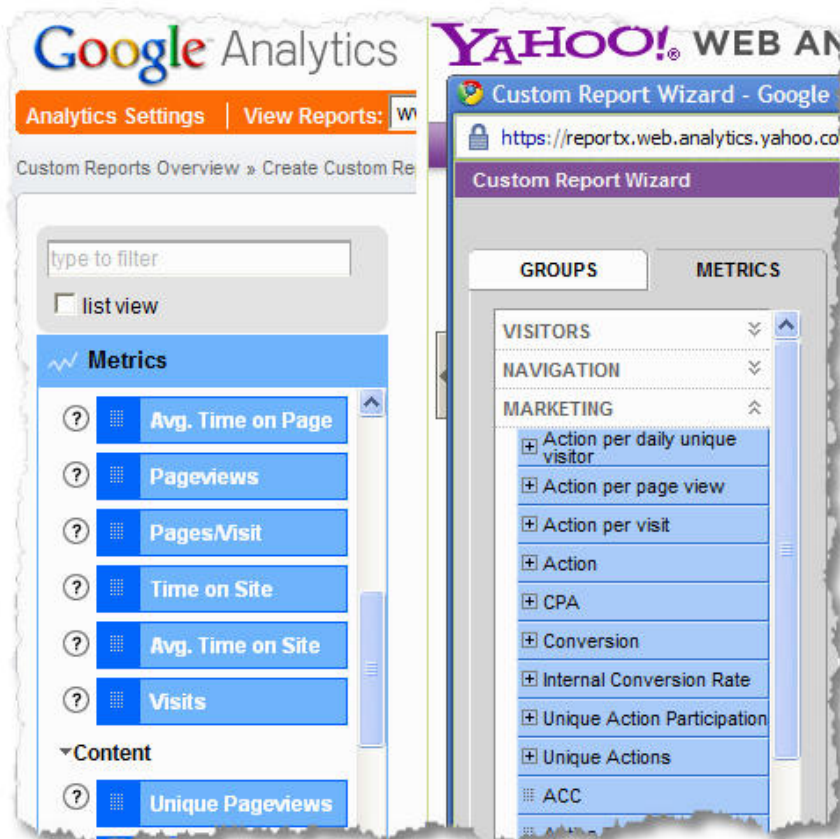 Google Analytics
Analytics Settings | View Reports:
Custom Reports Overview » Create Custom Re
type to filter
list view
Metrics
? Avg. Time on Page
? Pageviews
? Pages/Visit
? Time on Site
? Avg. Time on Site
? Visits
Content
? Unique Pageviews
YAHOO!® WEB AN
Custom Report Wizard - Google
https://reportx.web.analytics.yahoo.co
Custom Report Wizard
GROUPS METRICS
VISITORS
NAVIGATION
MARKETING
Action per daily unique
visitor
Action per page view
Action per visit
Action
CPA
Conversion
Internal Conversion Rate
Unique Action Participation
Unique Actions
ACC